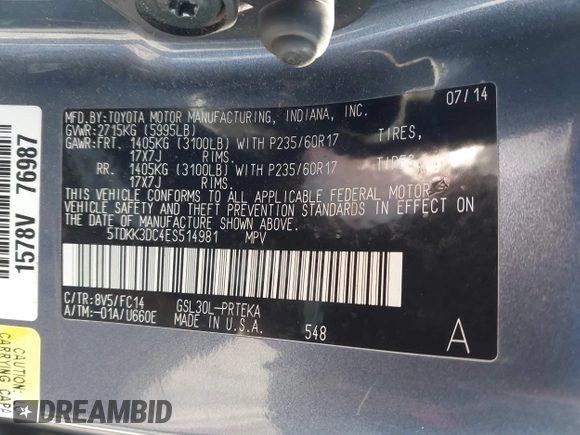 MFD.BY:TOYOTA MOTOR MANUFACTURING, INDIANA, INC. 07/14
GVWR:2715KG (5995LB)
GAWR:FRT. 1405KG (3100LB) WITH P235/60R17 TIRES,
17X7J RIMS.
RR. 1405KG (3100LB) WITH P235/60R17 TIRES,
17X7J RIMS.
THIS VEHICLE CONFORMS TO ALL APPLICABLE FEDERAL MOTOR
VEHICLE SAFETY AND THEFT PREVENTION STANDARDS IN EFFECT ON
THE DATE OF MANUFACTURE SHOWN ABOVE.
5TDKK3DC4ES514981 MPV
C/TR:8V5/FC14 GSL30L-PRTEKA
A/TM:-01A/U660E MADE IN U.S.A. 548 A
1578V 76987
CAUTION:
CARRYING CAPA
DREAMBID